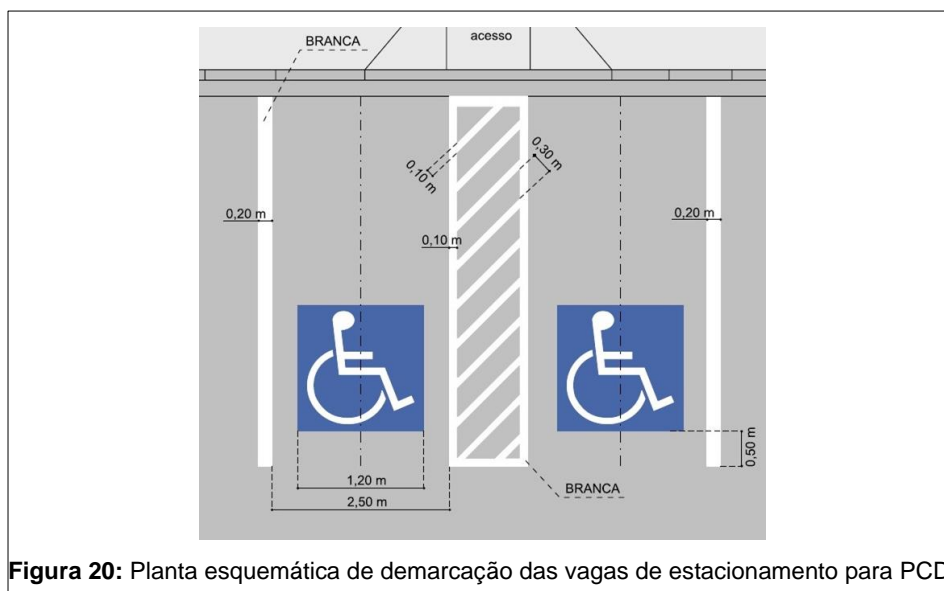 acesso
BRANCA
0,10 m
0,30 m
0,20 m
0,10 m
0,20 m
0,50 m
1,20 m
BRANCA
2,50 m
Figura 20: Planta esquemática de demarcação das vagas de estacionamento para PCD